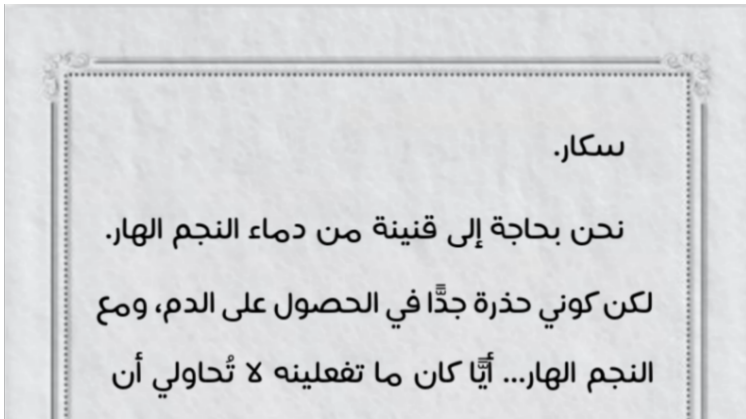 سكار.
نحن بحاجة إلى قنينة من دماء النجم الهار.
لكن كوني حذرة جدًّا في الحصول على الدم، ومع
النجم الهار... أيًّا كان ما تفعلينه لا تُحاولي أن